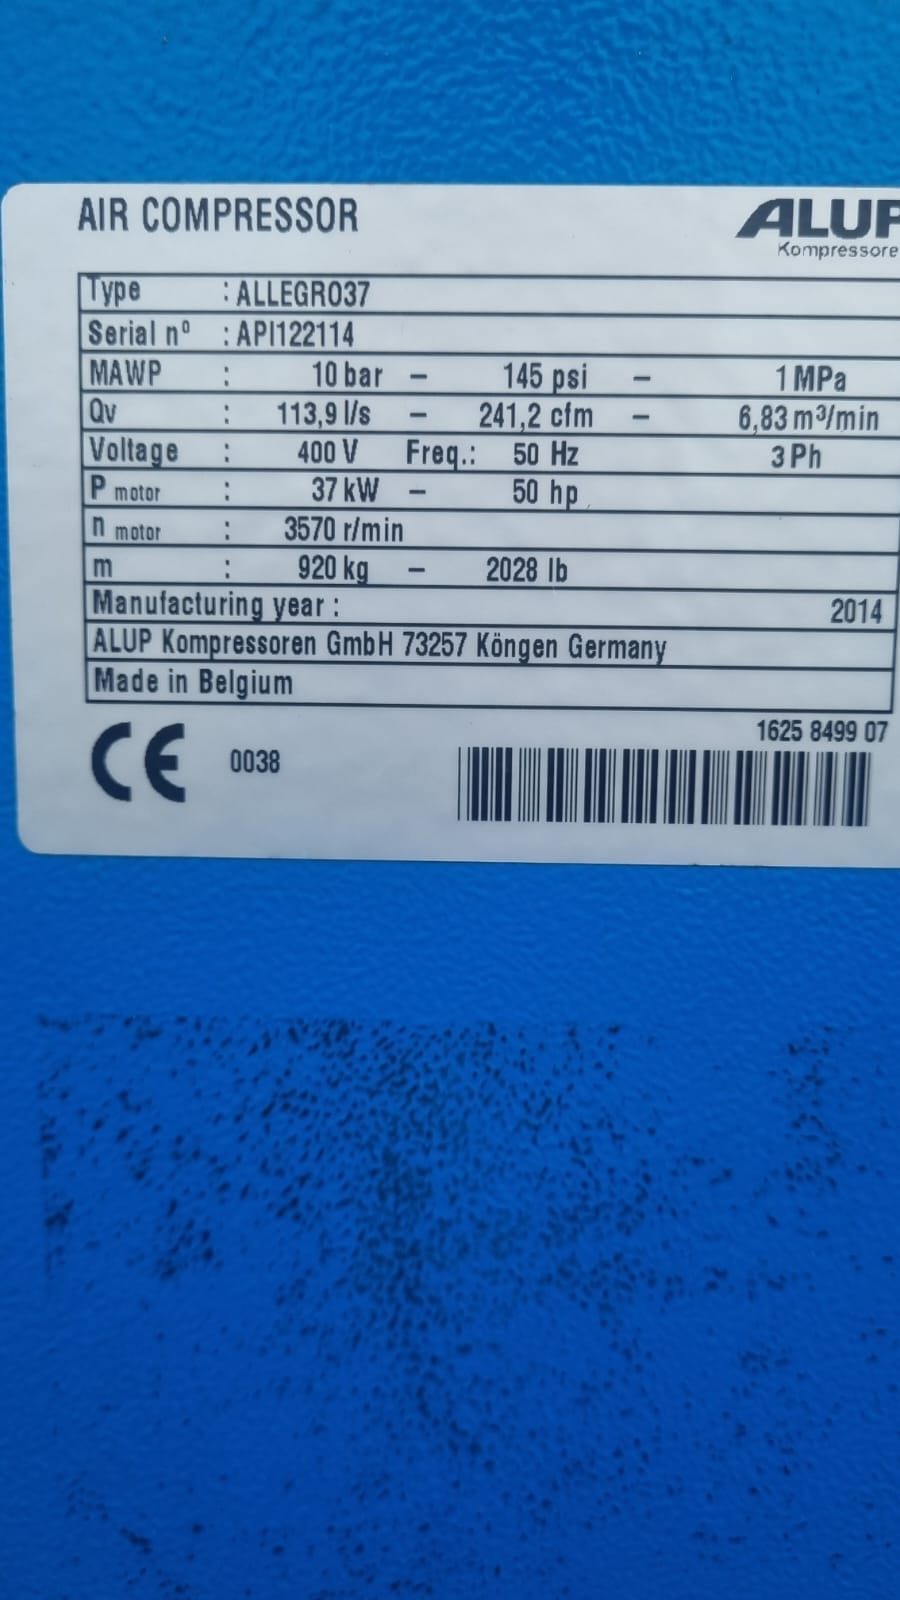 AIR COMPRESSOR
ALUP
Kompressore
Type : ALLEGRO37
Serial nº : API122114
MAWP : 10 bar – 145 psi – 1 MPa
Qv : 113,9 l/s – 241,2 cfm – 6,83 m³/min
Voltage : 400 V Freq.: 50 Hz 3 Ph
P motor : 37 kW – 50 hp
n motor : 3570 r/min
m : 920 kg – 2028 lb
Manufacturing year : 2014
ALUP Kompressoren GmbH 73257 Köngen Germany
Made in Belgium
1625 8499 07
CE 0038